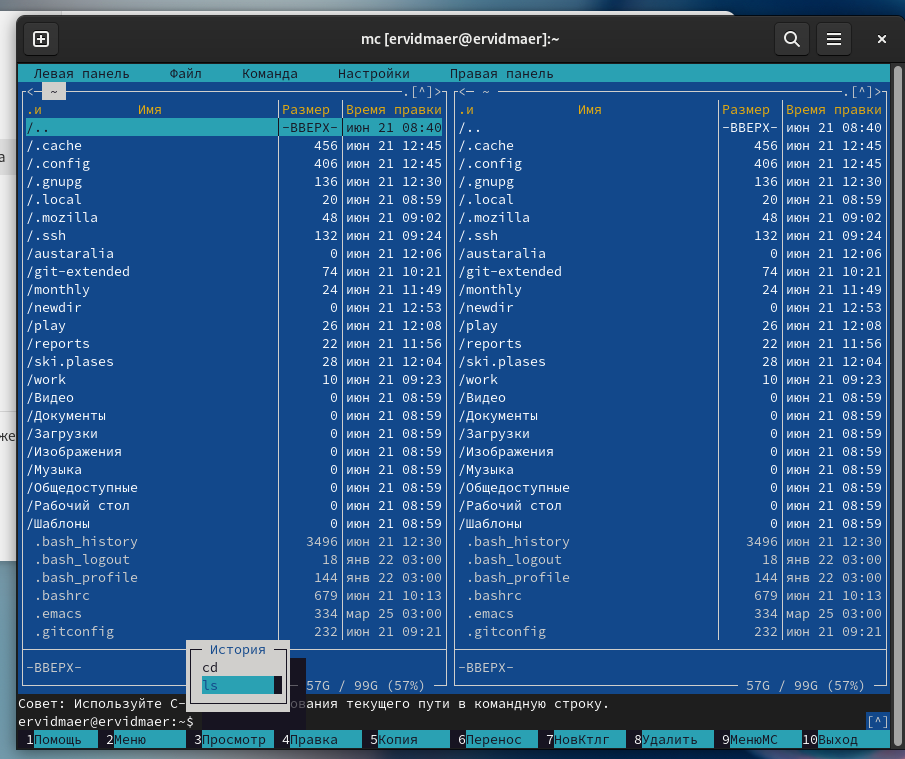 mc [ervidmaer@ervidmaer]:~
Левая панель Файл Команда Настройки Правая панель
<─ ~ .[^]> <─ ~ .[^]>
.и Имя Размер Время правки .и Имя Размер Время правки
/.. -ВВЕРХ- июн 21 08:40 /.. -ВВЕРХ- июн 21 08:40
/.cache 456 июн 21 12:45 /.cache 456 июн 21 12:45
/.config 406 июн 21 12:45 /.config 406 июн 21 12:45
/.gnupg 136 июн 21 12:30 /.gnupg 136 июн 21 12:30
/.local 20 июн 21 08:59 /.local 20 июн 21 08:59
/.mozilla 48 июн 21 09:02 /.mozilla 48 июн 21 09:02
/.ssh 132 июн 21 09:24 /.ssh 132 июн 21 09:24
/austaralia 0 июн 21 12:06 /austaralia 0 июн 21 12:06
/git-extended 74 июн 21 10:21 /git-extended 74 июн 21 10:21
/monthly 24 июн 21 11:49 /monthly 24 июн 21 11:49
/newdir 0 июн 21 12:53 /newdir 0 июн 21 12:53
/play 26 июн 21 12:08 /play 26 июн 21 12:08
/reports 22 июн 21 11:56 /reports 22 июн 21 11:56
/ski.plases 28 июн 21 12:04 /ski.plases 28 июн 21 12:04
/work 10 июн 21 09:23 /work 10 июн 21 09:23
/Видео 0 июн 21 08:59 /Видео 0 июн 21 08:59
/Документы 0 июн 21 08:59 /Документы 0 июн 21 08:59
/Загрузки 0 июн 21 08:59 /Загрузки 0 июн 21 08:59
/Изображения 0 июн 21 08:59 /Изображения 0 июн 21 08:59
/Музыка 0 июн 21 08:59 /Музыка 0 июн 21 08:59
/Общедоступные 0 июн 21 08:59 /Общедоступные 0 июн 21 08:59
/Рабочий стол 0 июн 21 08:59 /Рабочий стол 0 июн 21 08:59
/Шаблоны 0 июн 21 08:59 /Шаблоны 0 июн 21 08:59
.bash_history 3496 июн 21 12:30 .bash_history 3496 июн 21 12:30
.bash_logout 18 янв 22 03:00 .bash_logout 18 янв 22 03:00
.bash_profile 144 янв 22 03:00 .bash_profile 144 янв 22 03:00
.bashrc 679 июн 21 10:13 .bashrc 679 июн 21 10:13
.emacs 334 мар 25 03:00 .emacs 334 мар 25 03:00
.gitconfig 232 июн 21 09:21 .gitconfig 232 июн 21 09:21
История
-ВВЕРХ- cd -ВВЕРХ-
ls 57G / 99G (57%) 57G / 99G (57%)
Совет: Используйте C- ования текущего пути в командную строку.
ervidmaer@ervidmaer:~$ [^]
1Помощь 2Меню 3Просмотр 4Правка 5Копия 6Перенос 7НовКтлг 8Удалить 9МенюМС 10Выход
а
же